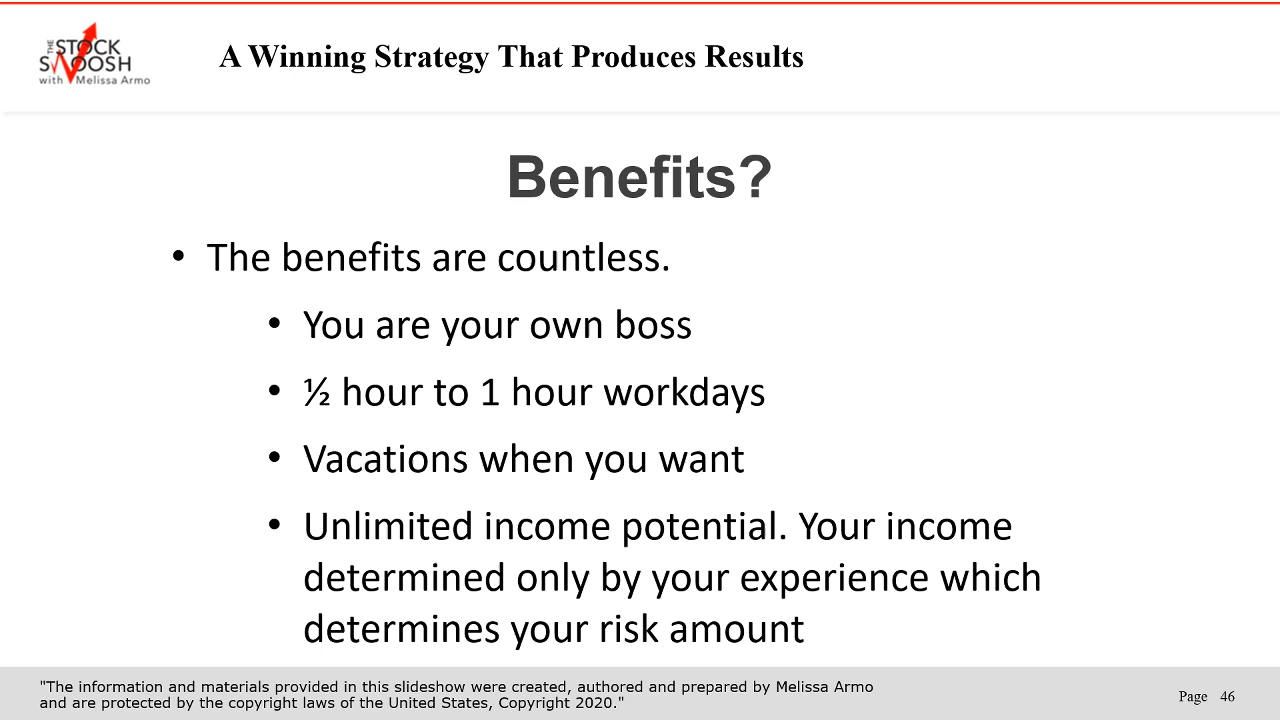 THE STOCK
SWOOSH
with Melissa Armo
A Winning Strategy That Produces Results
Benefits?
• The benefits are countless.
• You are your own boss
• ½ hour to 1 hour workdays
• Vacations when you want
• Unlimited income potential. Your income
determined only by your experience which
determines your risk amount
"The information and materials provided in this slideshow were created, authored and prepared by Melissa Armo
and are protected by the copyright laws of the United States, Copyright 2020."
Page 46